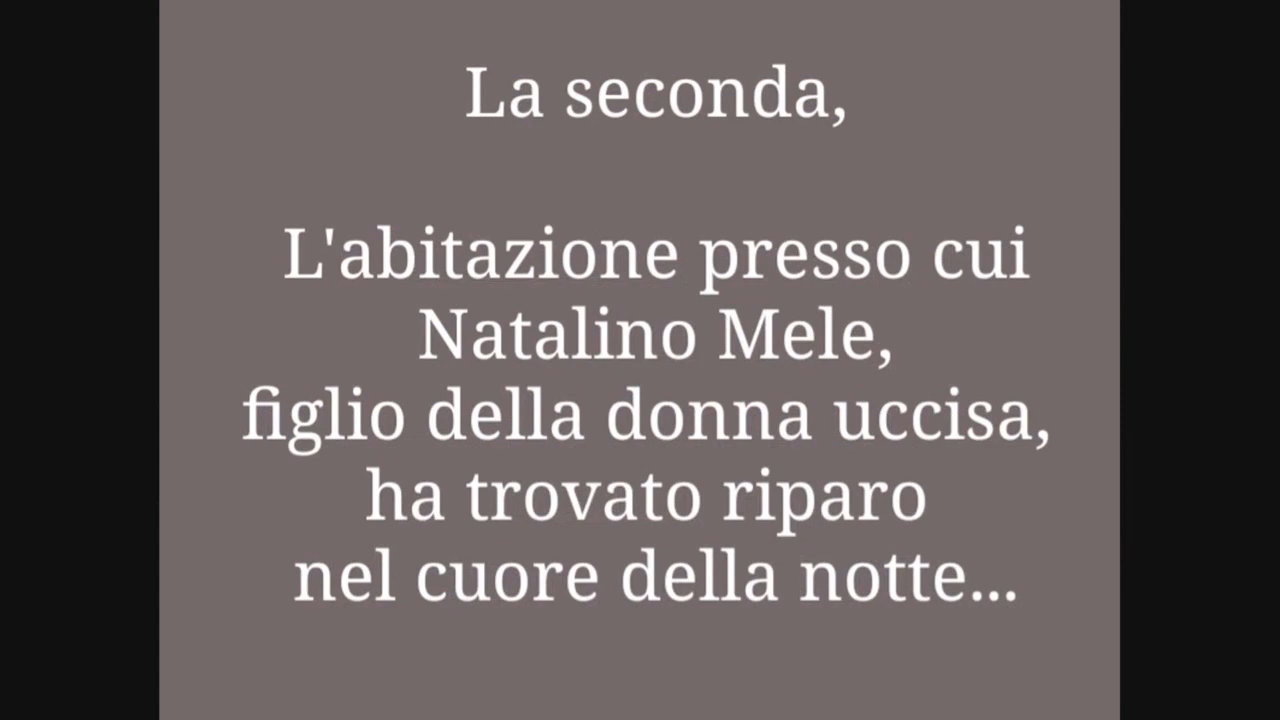 La seconda,
L'abitazione presso cui
Natalino Mele,
figlio della donna uccisa,
ha trovato riparo
nel cuore della notte...